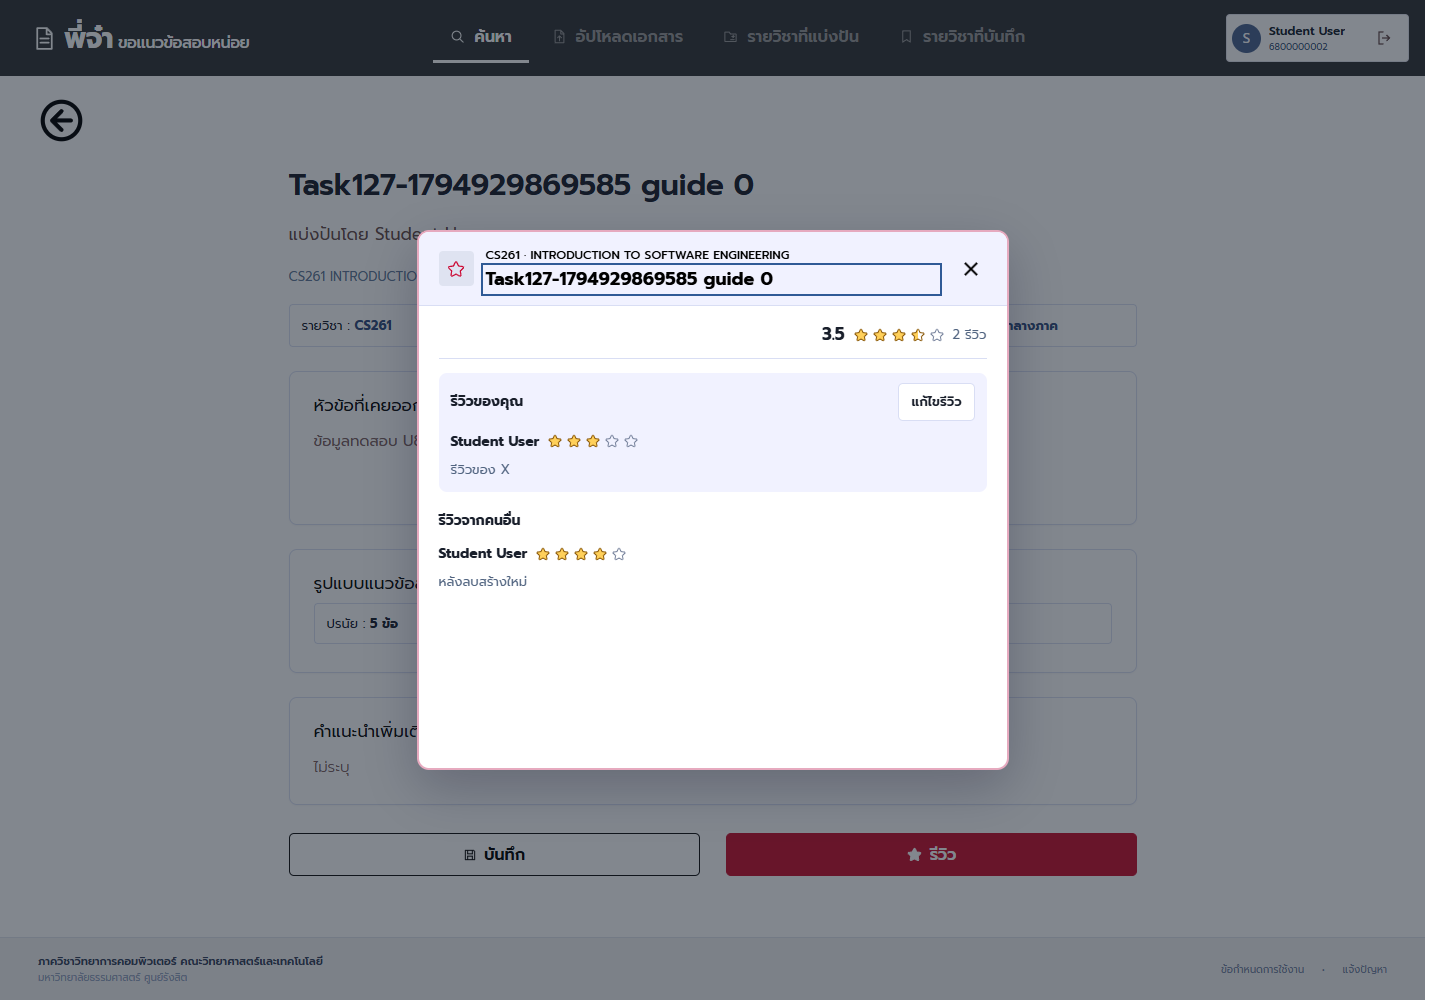 พี่จ๋า ขอแนวข้อสอบหน่อย
ค้นหา
อัปโหลดเอกสาร
รายวิชาที่แบ่งปัน
รายวิชาที่บันทึก
S
Student User
6800000002
Task127-1794929869585 guide 0
แบ่งปันโดย Student U
CS261 INTRODUCTIO
CS261 · INTRODUCTION TO SOFTWARE ENGINEERING
Task127-1794929869585 guide 0
รายวิชา : CS261
กลางภาค
3.5
2 รีวิว
รีวิวของคุณ
แก้ไขรีวิว
Student User
รีวิวของ X
รีวิวจากคนอื่น
Student User
หลังลบสร้างใหม่
หัวข้อที่เคยออก
ข้อมูลทดสอบ U8
รูปแบบแนวข้อส
ปรนัย : 5 ข้อ
คำแนะนำเพิ่มเติ
ไม่ระบุ
บันทึก
รีวิว
ภาควิชาวิทยาการคอมพิวเตอร์ คณะวิทยาศาสตร์และเทคโนโลยี
มหาวิทยาลัยธรรมศาสตร์ ศูนย์รังสิต
ข้อกำหนดการใช้งาน • แจ้งปัญหา